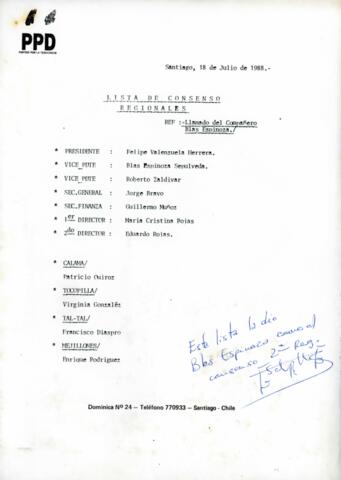 PPD
PARTIDO POR LA DEMOCRACIA
Santiago, 18 de Julio de 1988.-
LISTA DE CONSENSO
REGIONALES
REF :-Llamado del Compañero
Blas Espinoza./
* PRESIDENTE : Felipe Valenzuela Herrera.
* VICE_PDTE : Blas Espinoza Sepulveda.
* VICE_PDTE : Roberto Zaldivar
* SEC.GENERAL : Jorge Bravo
* SEC.FINANZA : Guillermo Muñoz
* 1er DIRECTOR : Maria Cristina Rojas
* 2do DIRECTOR : Eduardo Rojas.
* CALAMA/
Patricio Quiroz
* TOCOPILLA/
Virginia Gonzalés
* TAL-TAL/
Francisco Diaspro
* MEJILLONES/
Enrique Rodriguez
Esta lista la dio
Blas Espinoza como el
consenso 2ª Reg.
Dominica Nº 24 — Teléfono 770933 — Santiago - Chile